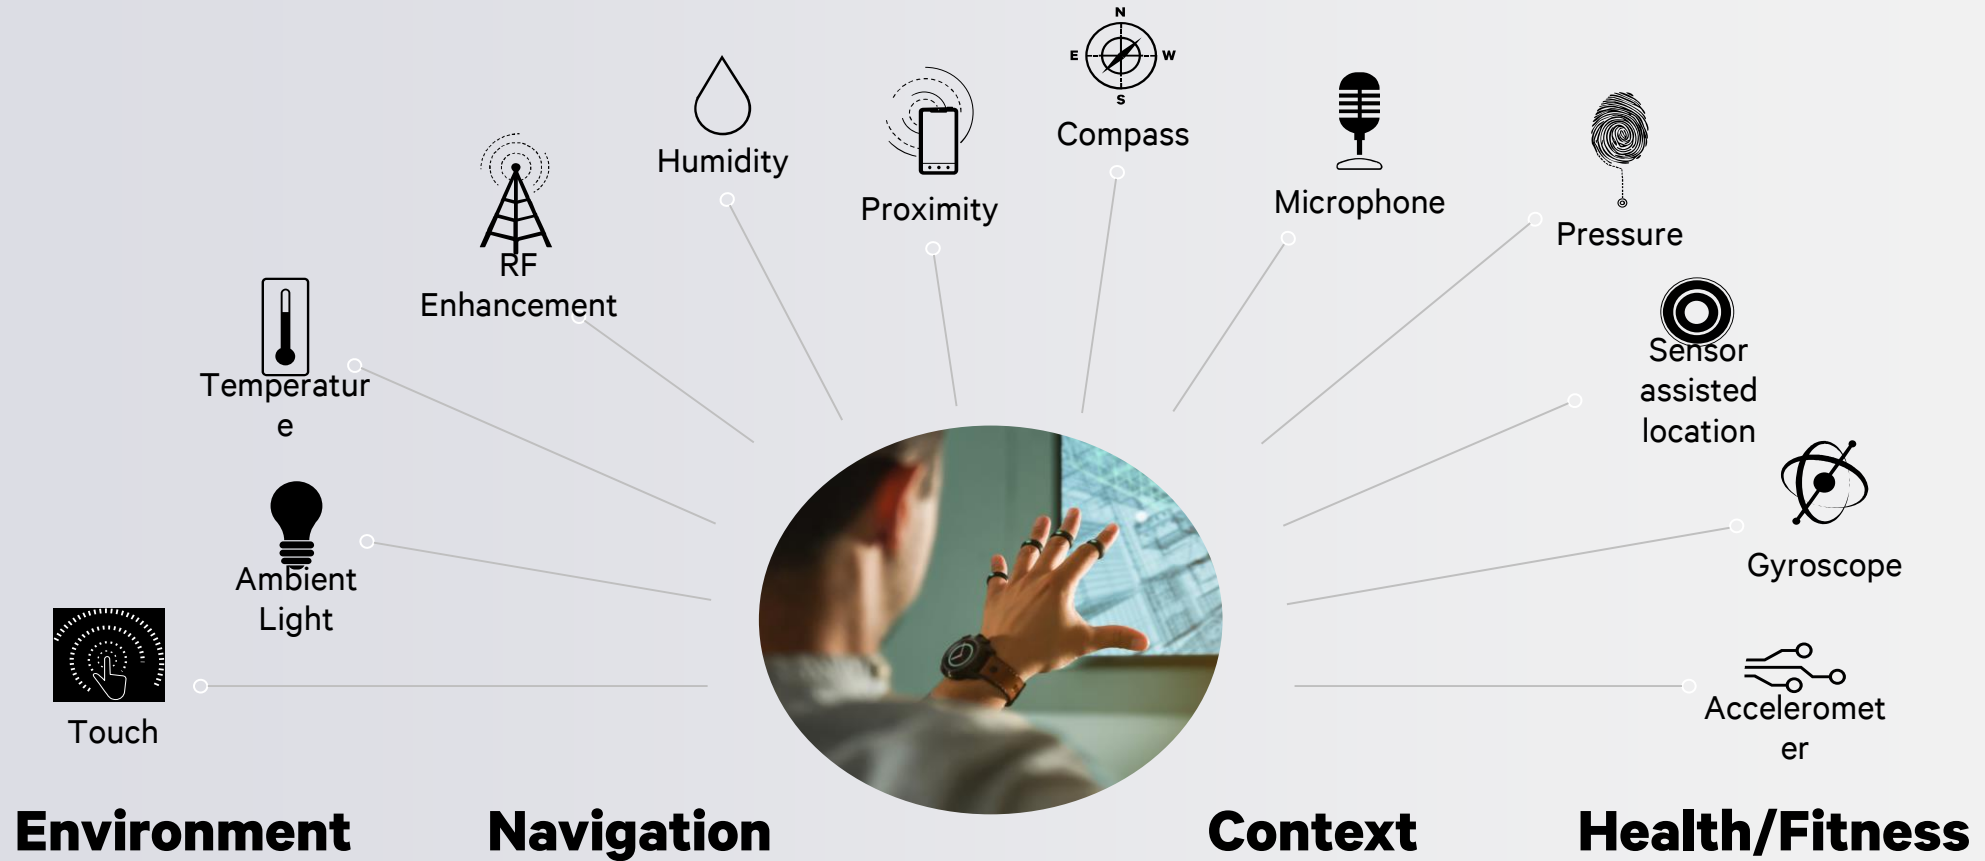 N
E
W
S
Compass
Humidity
Proximity
Microphone
Pressure
RF
Enhancement
Temperatur
e
Sensor
assisted
location
Ambient
Light
Gyroscope
Touch
Acceleromet
er
Environment
Navigation
Context
Health/Fitness